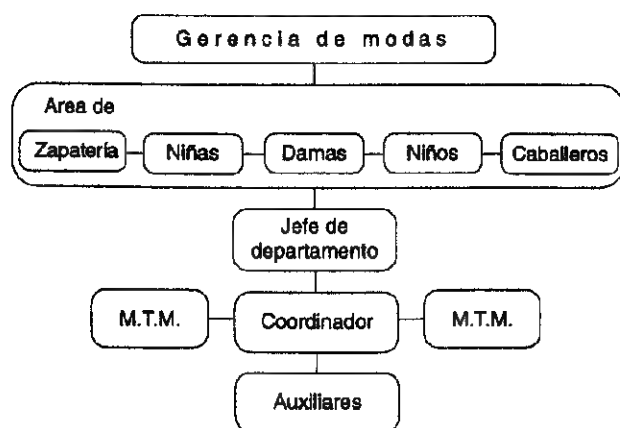 Gerencia de modas
Area de
Zapatería Niñas Damas Niños Caballeros
Jefe de
departamento
M.T.M. Coordinador M.T.M.
Auxiliares